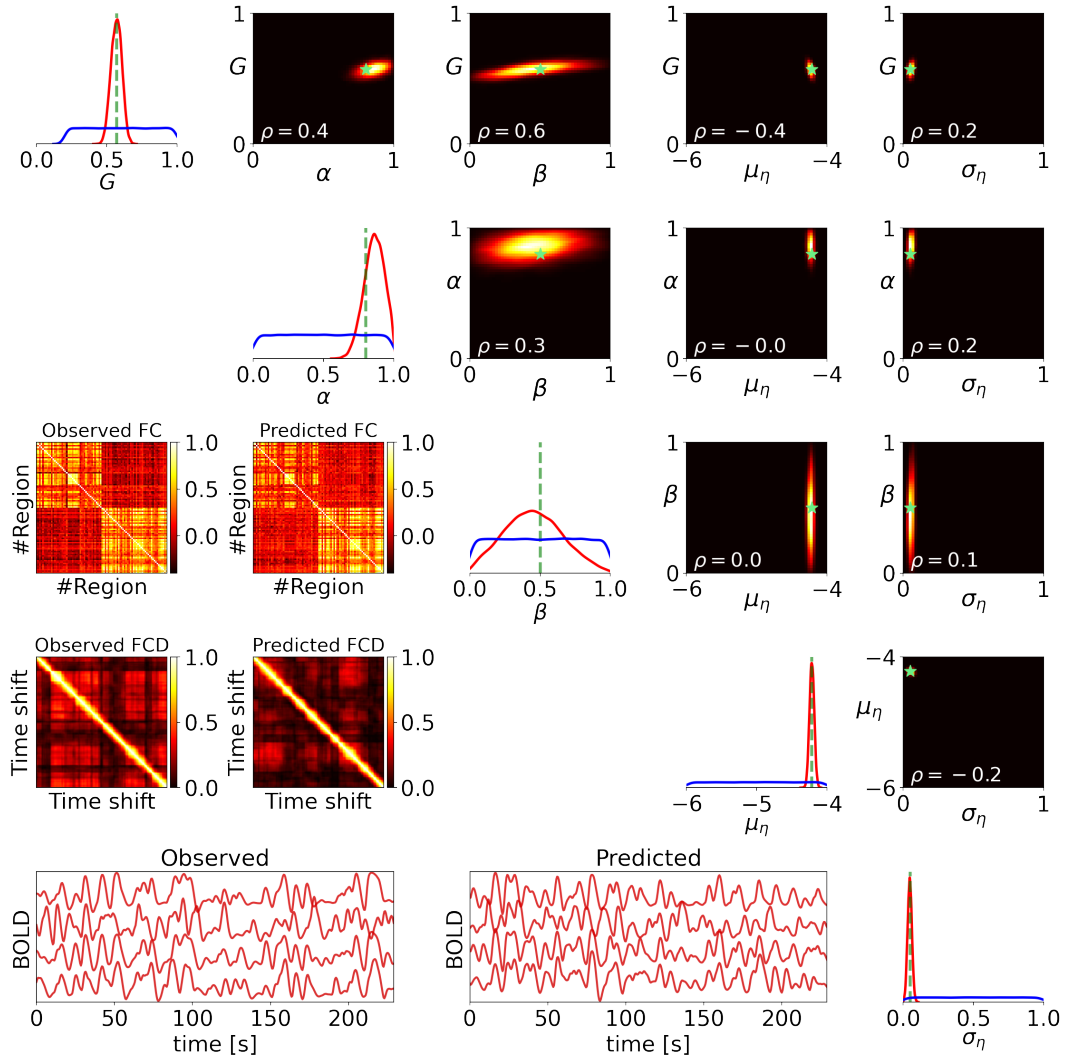 1 1 1 1
G G G G
ρ = 0.4 ρ = 0.6 ρ = −0.4 ρ = 0.2
0 0 0 0
0.0 0.5 1.0 0 1 0 1 −6 −4 0 1
G α β μη ση
1 1 1
α α α
ρ = 0.3 ρ = −0.0 ρ = 0.2
0 0 0
0.0 0.5 1.0 0 1 −6 −4 0 1
α β μη ση
Observed FC Predicted FC
1.0 1.0 1 1
#Region #Region β β
0.5 0.5
0.0 0.0
ρ = 0.0 ρ = 0.1
0 0
#Region #Region 0.0 0.5 1.0 −6 −4 0 1
β μη ση
Observed FCD Predicted FCD
1.0 1.0 −4
Time shift Time shift μη
0.5 0.5
ρ = −0.2
0.0 0.0 −6
Time shift Time shift −6 −5 −4 0 1
μη ση
Observed Predicted
BOLD BOLD
0 50 100 150 200 0 50 100 150 200 0.0 0.5 1.0
time [s] time [s] ση